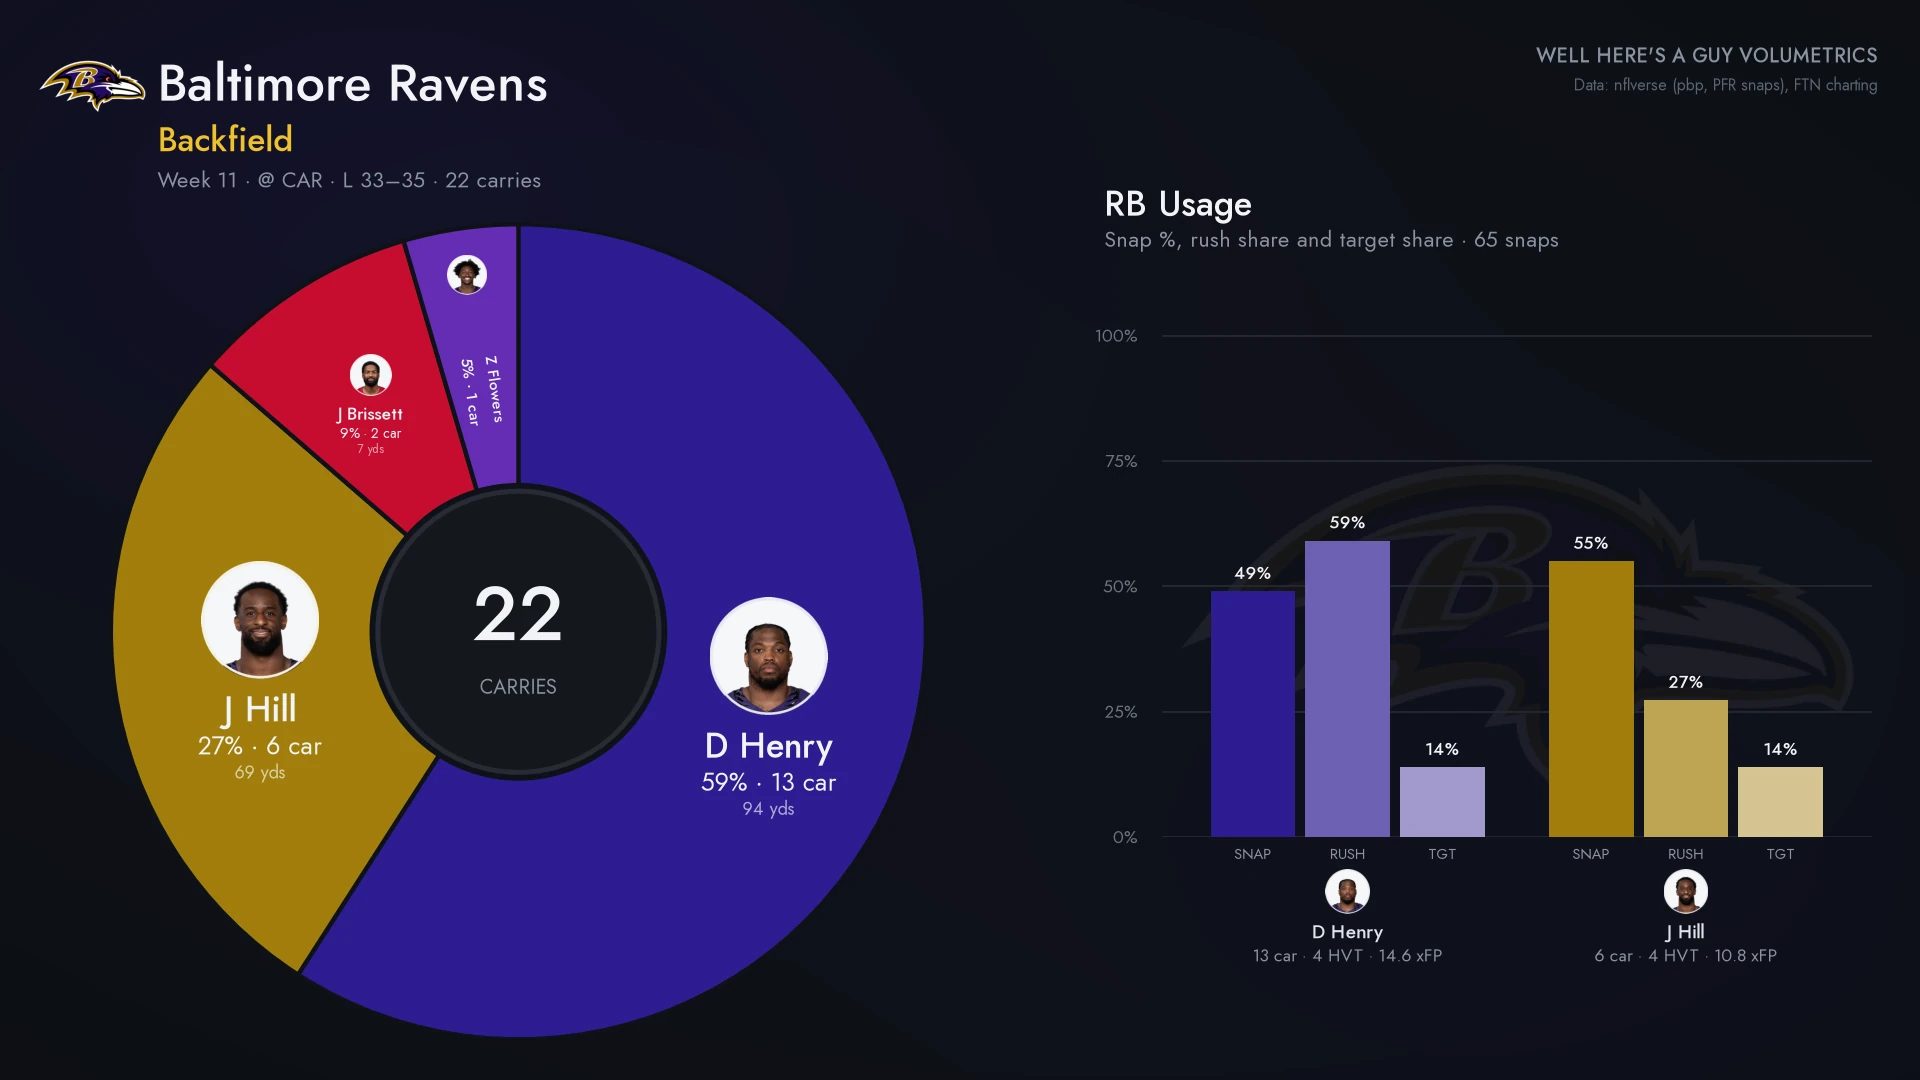 Baltimore Ravens
Backfield
Week 11 · @ CAR · L 33–35 · 22 carries
WELL HERE'S A GUY VOLUMETRICS
Data: nflverse (pbp, PFR snaps), FTN charting
Z Flowers
5% · 1 car
J Brissett
9% · 2 car
7 yds
J Hill
27% · 6 car
69 yds
22
CARRIES
D Henry
59% · 13 car
94 yds
RB Usage
Snap %, rush share and target share · 65 snaps
100%
75%
50%
25%
0%
49%
59%
14%
55%
27%
14%
SNAP
RUSH
TGT
SNAP
RUSH
TGT
D Henry
13 car · 4 HVT · 14.6 xFP
J Hill
6 car · 4 HVT · 10.8 xFP
B
B